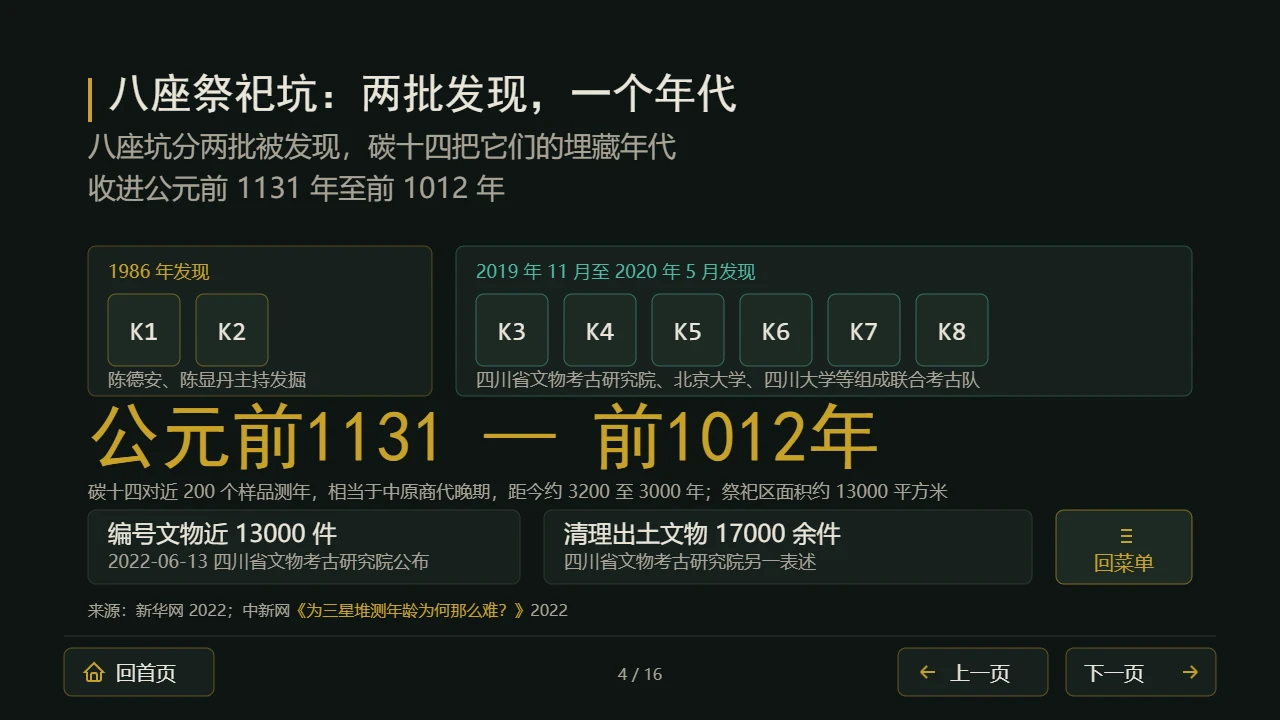 八座祭祀坑：两批发现，一个年代
八座坑分两批被发现，碳十四把它们的埋藏年代
收进公元前 1131 年至前 1012 年
1986 年发现
K1
K2
陈德安、陈显丹主持发掘
2019 年 11 月至 2020 年 5 月发现
K3
K4
K5
K6
K7
K8
四川省文物考古研究院、北京大学、四川大学等组成联合考古队
公元前1131 — 前1012年
碳十四对近 200 个样品测年，相当于中原商代晚期，距今约 3200 至 3000 年；祭祀区面积约 13000 平方米
编号文物近 13000 件
2022-06-13 四川省文物考古研究院公布
清理出土文物 17000 余件
四川省文物考古研究院另一表述
回菜单
来源：新华网 2022；中新网《为三星堆测年龄为何那么难？》2022
回首页
4 / 16
上一页
下一页